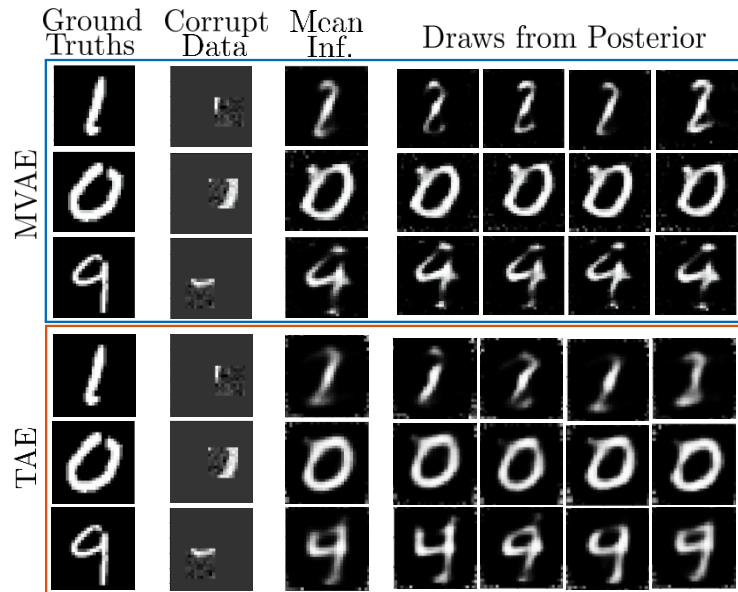 Ground Truths
Corrupt Data
Mean Inf.
Draws from Posterior
MVAE
TAE